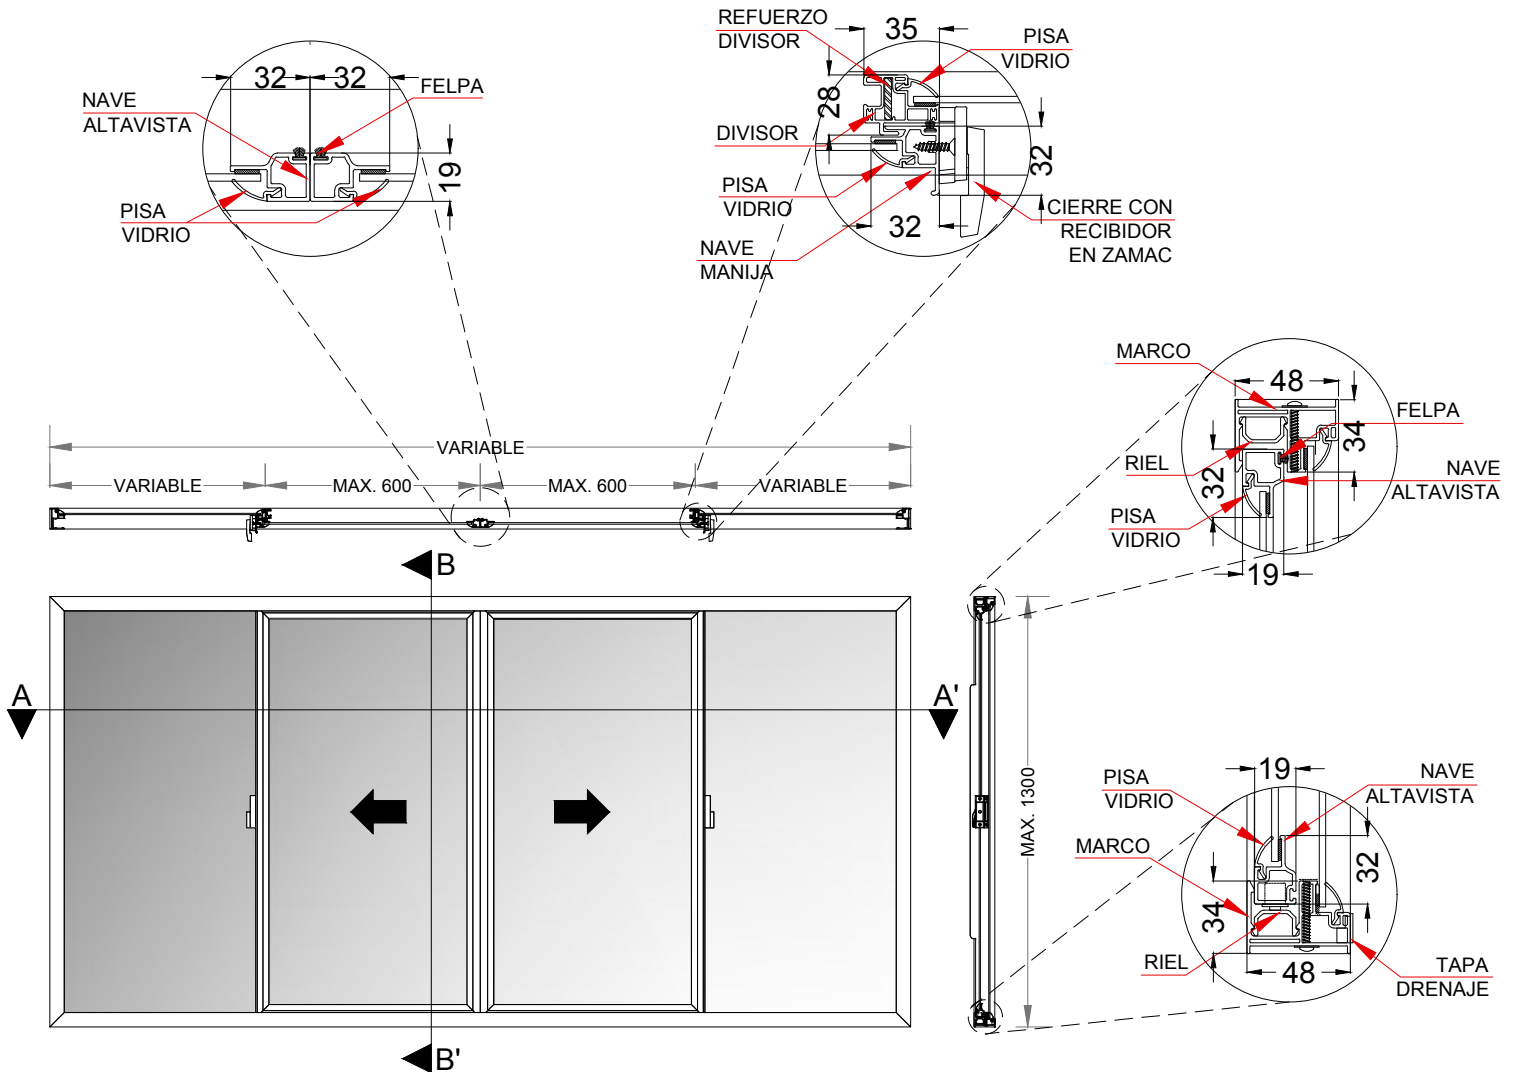 32
32
NAVE
ALTAVISTA
FELPA
19
PISA
VIDRIO
REFUERZO
DIVISOR
35
PISA
VIDRIO
28
DIVISOR
32
PISA
VIDRIO
32
CIERRE CON
RECIBIDOR
EN ZAMAC
NAVE
MANIJA
MARCO
48
FELPA
34
RIEL
32
NAVE
ALTAVISTA
PISA
VIDRIO
19
VARIABLE
VARIABLE
MAX. 600
MAX. 600
VARIABLE
B
A
A'
B'
MAX. 1300
PISA
VIDRIO
19
NAVE
ALTAVISTA
MARCO
32
34
RIEL
48
TAPA
DRENAJE